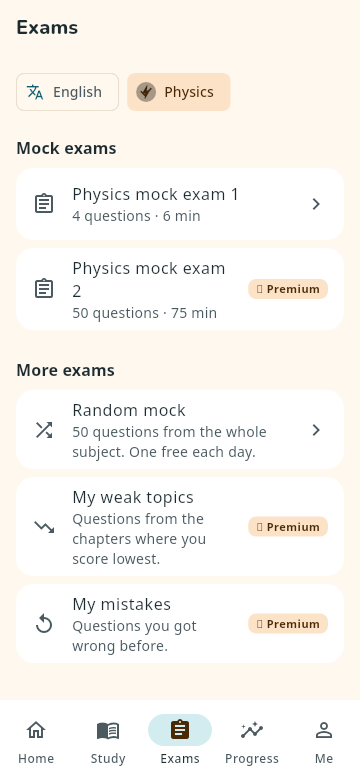 Exams
English
Physics
Mock exams
Physics mock exam 1
4 questions · 6 min
Physics mock exam
2
50 questions · 75 min
Premium
More exams
Random mock
50 questions from the whole
subject. One free each day.
My weak topics
Questions from the
chapters where you
score lowest.
Premium
My mistakes
Questions you got
wrong before.
Premium
Home
Study
Exams
Progress
Me